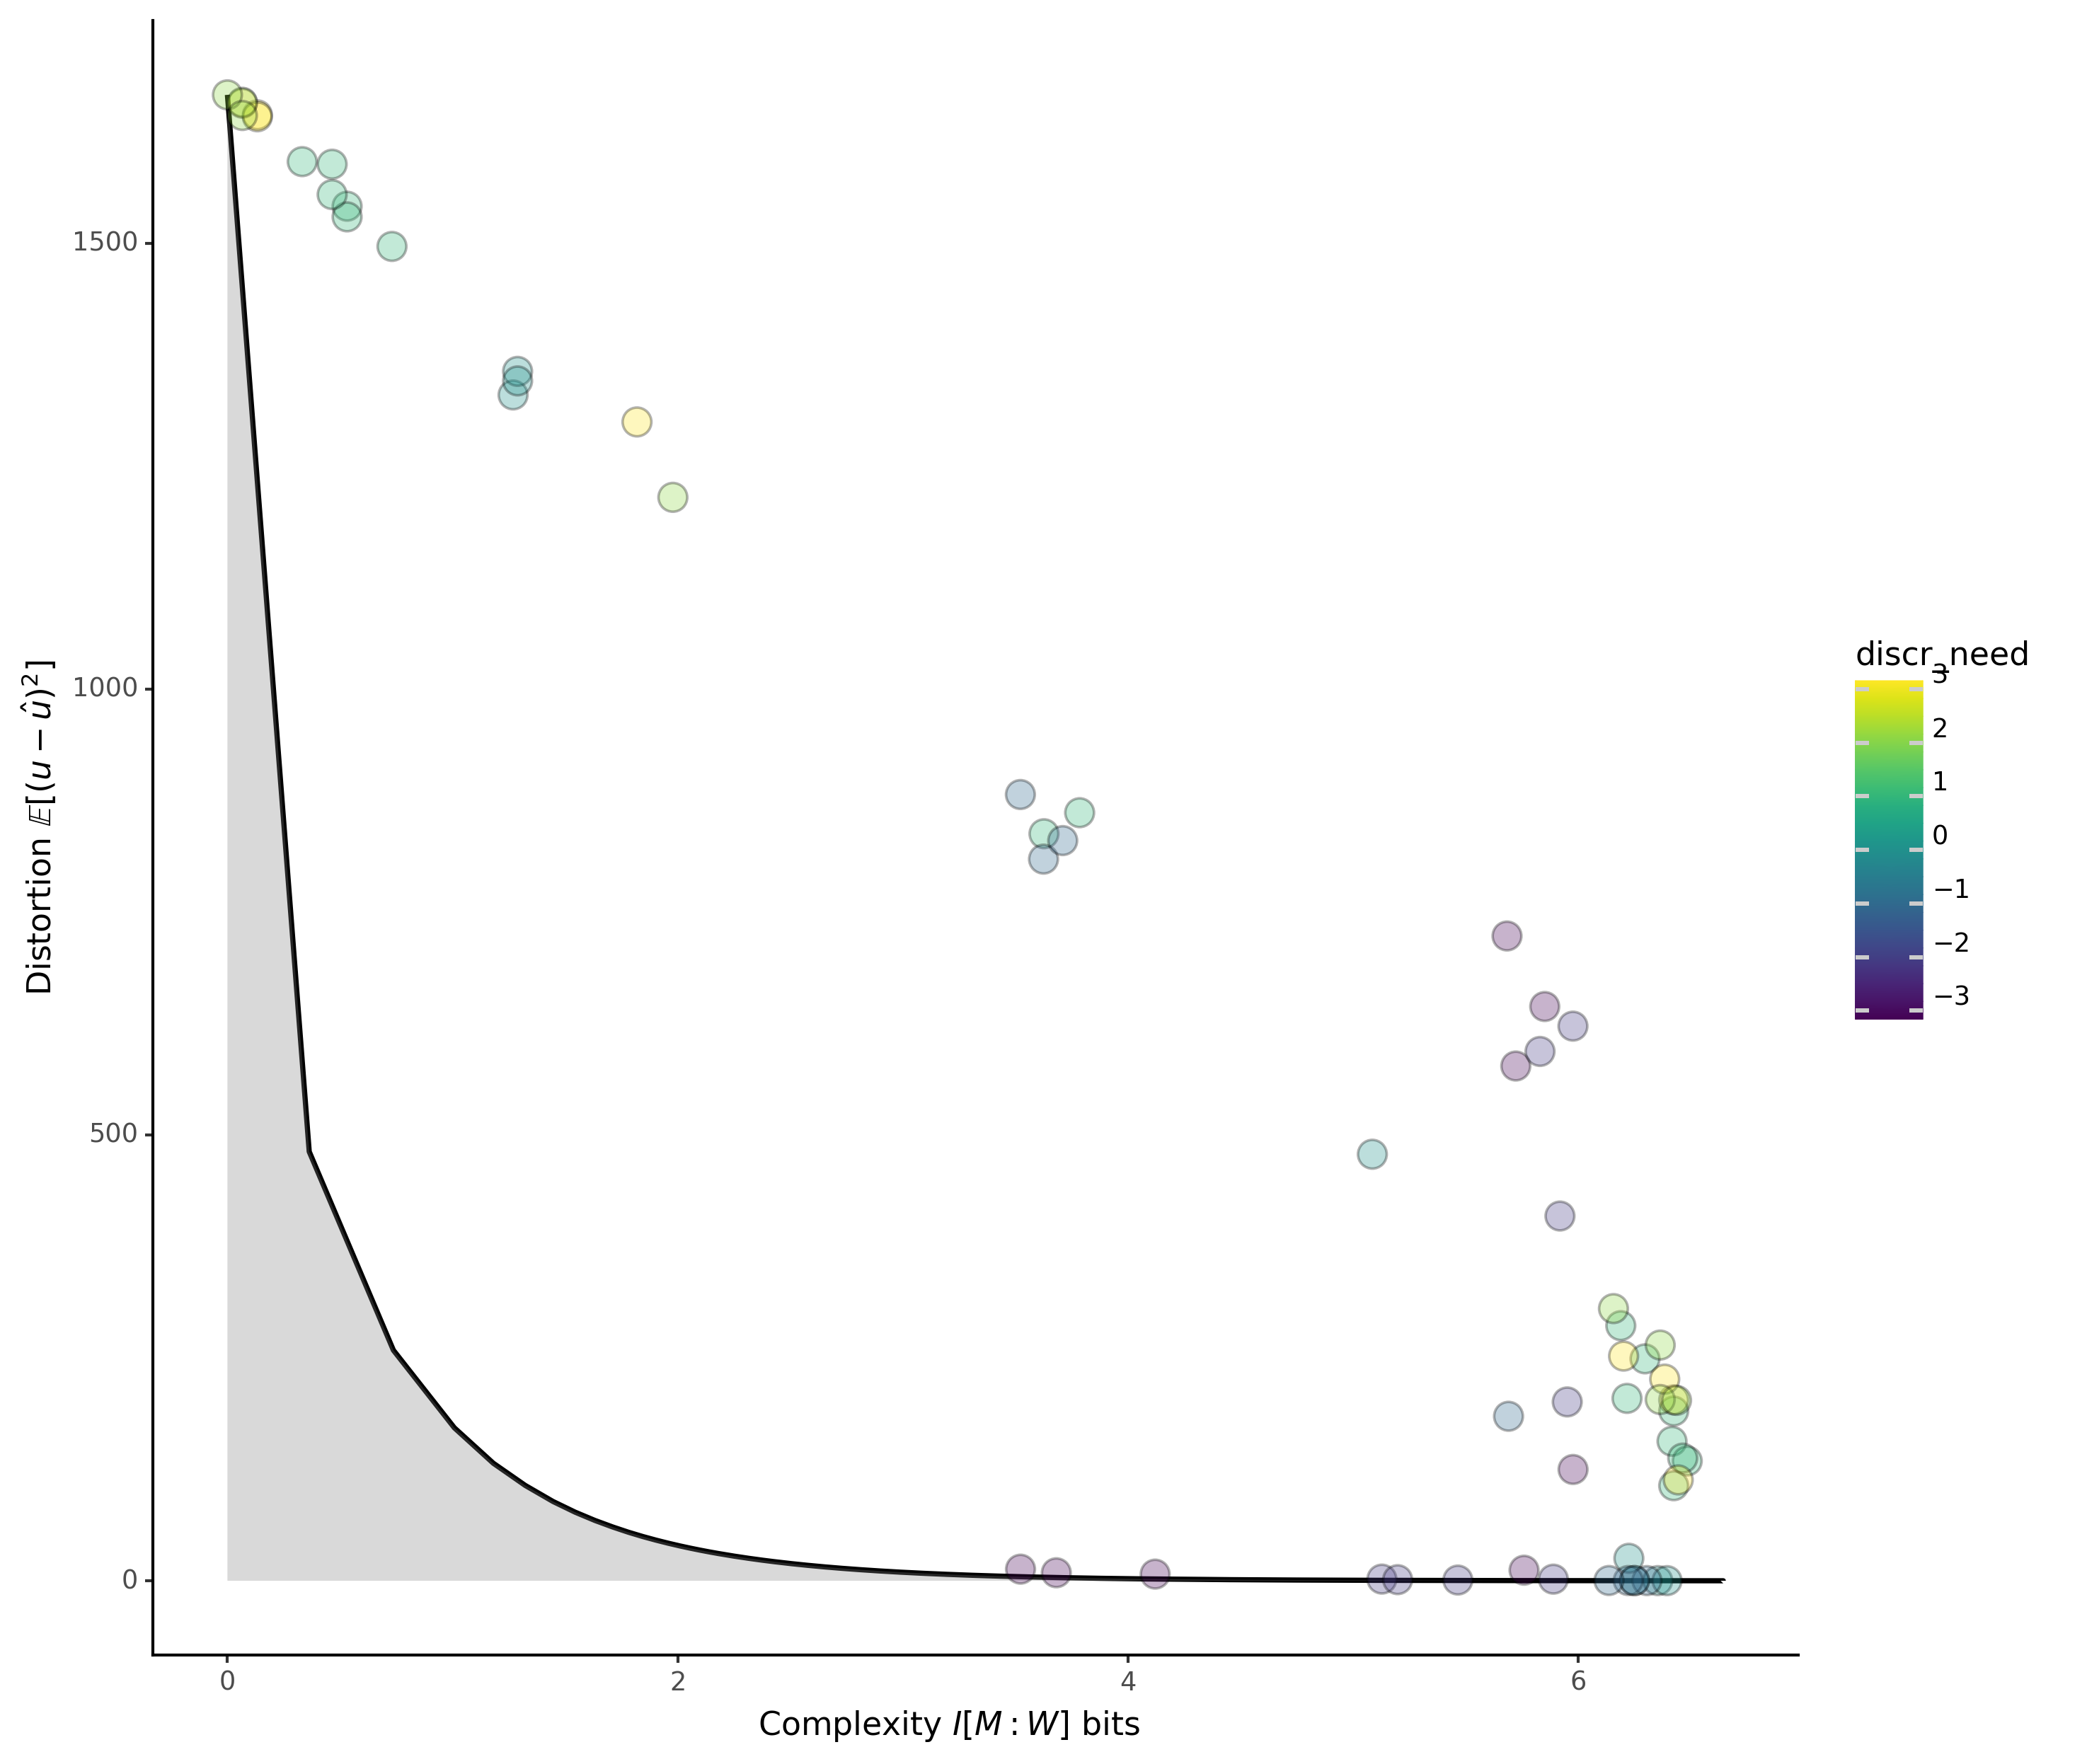 1500
1000
500
0
Distortion 𝔼[(u − û)²]
0 2 4 6
Complexity I[M : W] bits
discr_need
3
2
1
0
−1
−2
−3